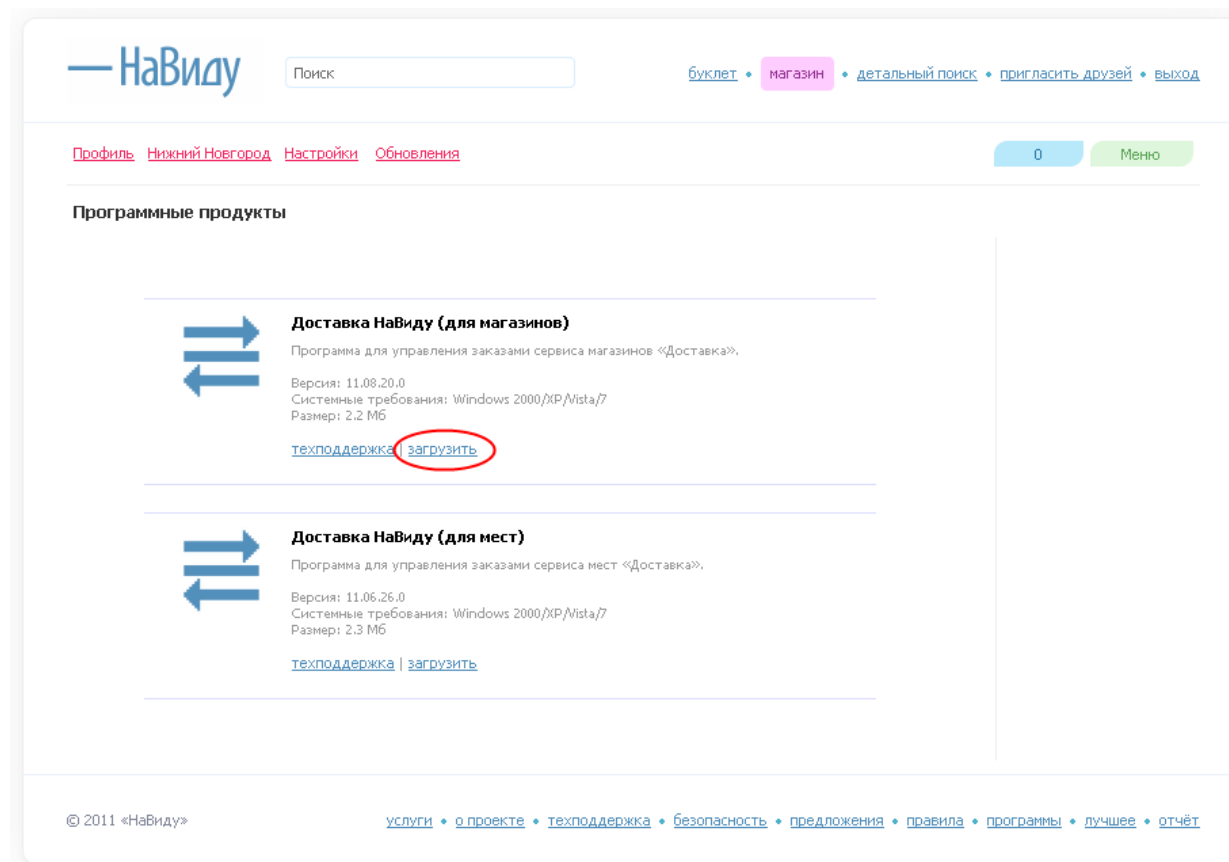 НаВиду
Поиск
буклет • магазин • детальный поиск • пригласить друзей • выход
Профиль Нижний Новгород Настройки Обновления
0 Меню
Программные продукты
Доставка НаВиду (для магазинов)
Программа для управления заказами сервиса магазинов «Доставка».
Версия: 11.08.20.0
Системные требования: Windows 2000/XP/Vista/7
Размер: 2.2 Мб
техподдержка | загрузить
Доставка НаВиду (для мест)
Программа для управления заказами сервиса мест «Доставка».
Версия: 11.06.26.0
Системные требования: Windows 2000/XP/Vista/7
Размер: 2.3 Мб
техподдержка | загрузить
© 2011 «НаВиду»
услуги • о проекте • техподдержка • безопасность • предложения • правила • программы • лучшее • отчёт